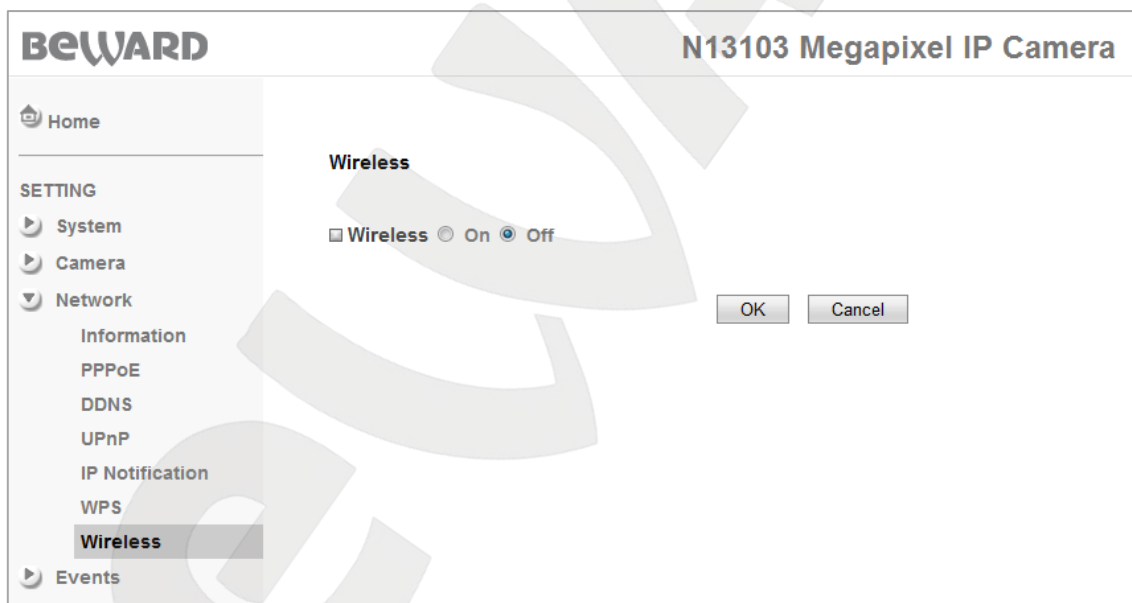 BEWARD
N13103 Megapixel IP Camera
Home
SETTING
System
Camera
Network
Information
PPPoE
DDNS
UPnP
IP Notification
WPS
Wireless
Events
Wireless
Wireless On Off
OK Cancel